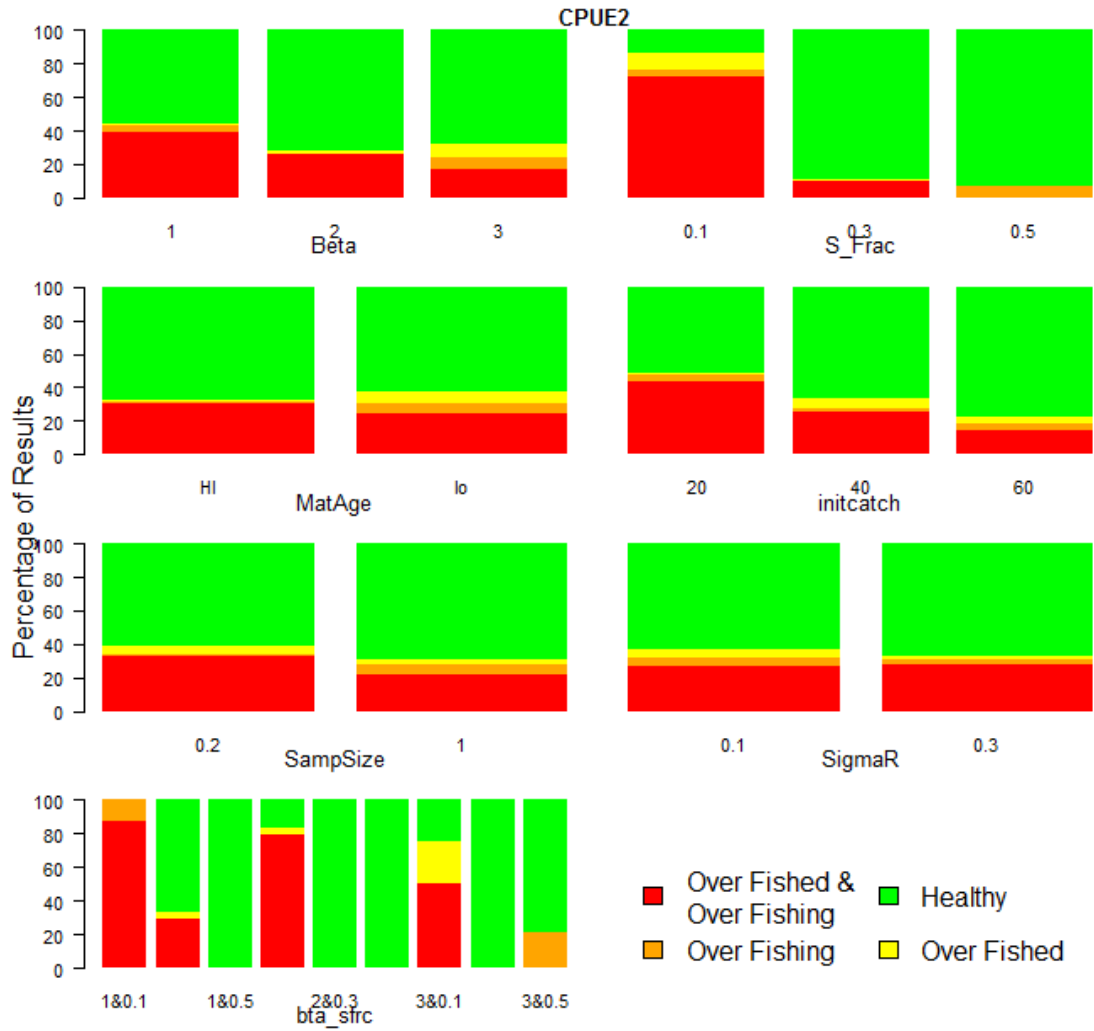 CPUE2
100
80
60
40
20
0
1 2 3
Beta
0.1 0.3 0.5
S_Frac
100
80
60
40
20
0
HI lo
MatAge
20 40 60
initcatch
Percentage of Results
100
80
60
40
20
0
0.2 1
SampSize
0.1 0.3
SigmaR
100
80
60
40
20
0
1&0.1 1&0.5 2&0.3 3&0.1 3&0.5
bta_sfrc
Over Fished &
Over Fishing
Healthy
Over Fishing
Over Fished